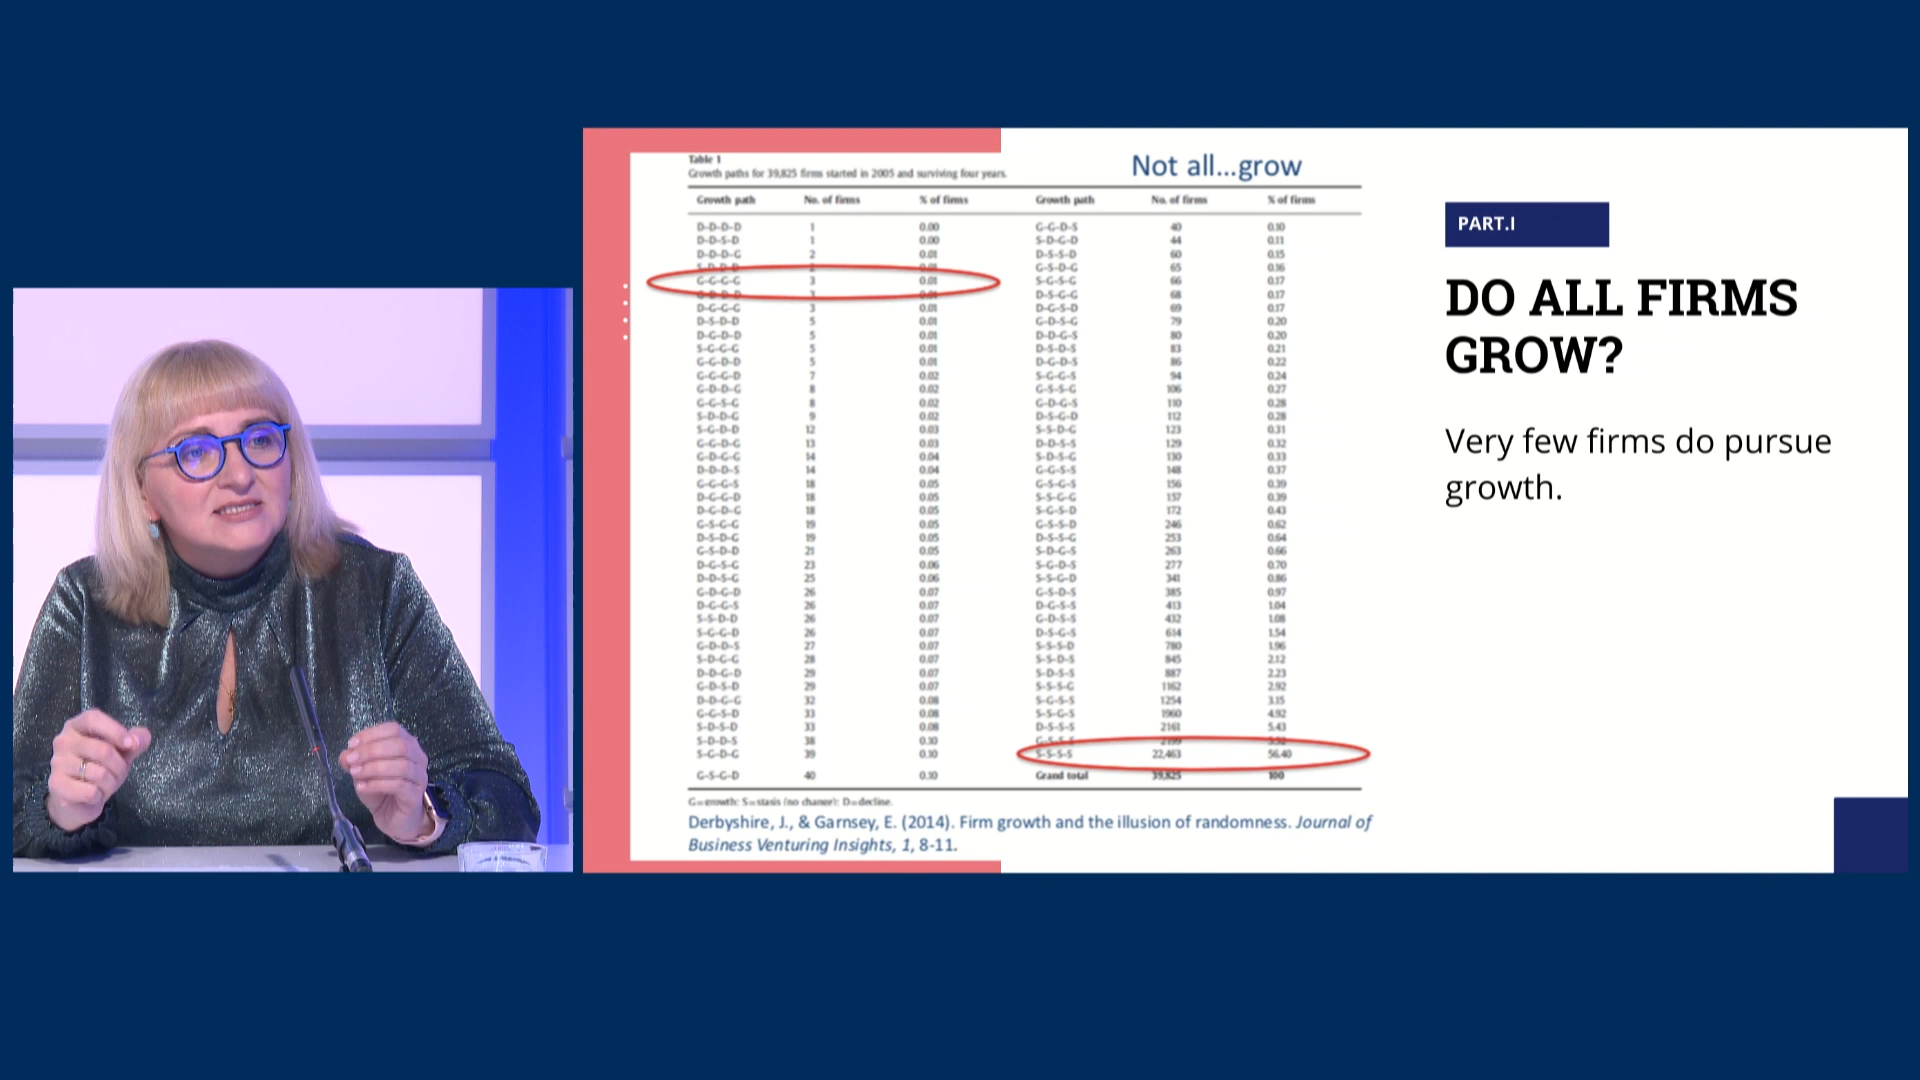 Table 1
Growth paths for 39,825 firms started in 2005 and surviving four years.
Not all...grow
Growth path No. of firms % of firms Growth path No. of firms % of firms
D-D-D-D 1 0.00 G-G-D-S 40 0.10
D-D-S-D 1 0.00 S-D-G-D 44 0.11
D-D-D-G 2 0.01 D-S-S-D 60 0.15
S-D-D-D 0.01 G-S-D-G 65 0.16
G-G-G-G 3 0.01 S-G-S-G 66 0.17
3 0.01 D-S-G-G 68 0.17
D-G-G-G 3 0.01 D-G-S-D 69 0.17
D-S-D-D 5 0.01 G-D-S-G 79 0.20
D-G-D-D 5 0.01 D-D-G-S 80 0.20
S-G-G-G 5 0.01 D-S-D-S 83 0.21
G-G-D-D 5 0.01 D-G-D-S 86 0.22
G-G-G-D 7 0.02 S-G-G-S 94 0.24
G-D-D-G 8 0.02 G-S-S-G 106 0.27
G-G-S-G 8 0.02 G-D-G-S 110 0.28
S-D-D-G 9 0.02 D-S-G-D 112 0.28
S-G-D-D 12 0.03 S-S-D-G 123 0.31
G-G-D-G 13 0.03 D-D-S-S 129 0.32
G-D-G-G 14 0.04 S-D-S-G 130 0.33
D-D-D-S 14 0.04 G-G-S-S 148 0.37
G-G-G-S 18 0.05 G-S-G-S 156 0.39
D-G-G-D 18 0.05 S-S-G-G 157 0.39
D-G-D-G 18 0.05 S-G-D-S 172 0.43
G-S-G-G 19 0.05 G-S-S-D 246 0.62
D-S-D-G 19 0.05 D-S-S-G 253 0.64
G-S-D-D 21 0.05 S-D-G-S 263 0.66
D-G-S-G 23 0.06 S-G-S-D 277 0.70
D-D-S-G 25 0.06 S-S-G-D 341 0.86
G-D-G-D 26 0.07 G-S-D-S 385 0.97
D-G-G-S 26 0.07 D-G-S-S 413 1.04
S-S-D-D 26 0.07 G-D-S-S 432 1.08
S-G-G-D 26 0.07 D-S-G-S 614 1.54
G-D-D-S 27 0.07 S-S-S-D 780 1.96
S-D-G-G 28 0.07 S-S-D-S 845 2.12
D-D-G-D 29 0.07 S-D-S-S 887 2.23
G-D-S-D 29 0.07 S-S-S-G 1162 2.92
D-D-G-G 32 0.08 S-G-S-S 1254 3.15
G-G-S-D 33 0.08 S-S-G-S 1960 4.92
S-D-S-D 33 0.08 D-S-S-S 2161 5.43
S-D-D-S 38 0.10 G-S-S-S
S-G-D-G 39 0.10 S-S-S-S 22,463 56.40
G-S-G-D 40 0.10 Grand total 39,825 100
G=growth; S=stasis (no change); D=decline.
Derbyshire, J., & Garnsey, E. (2014). Firm growth and the illusion of randomness. Journal of
Business Venturing Insights, 1, 8-11.
PART.I
DO ALL FIRMS
GROW?
Very few firms do pursue
growth.